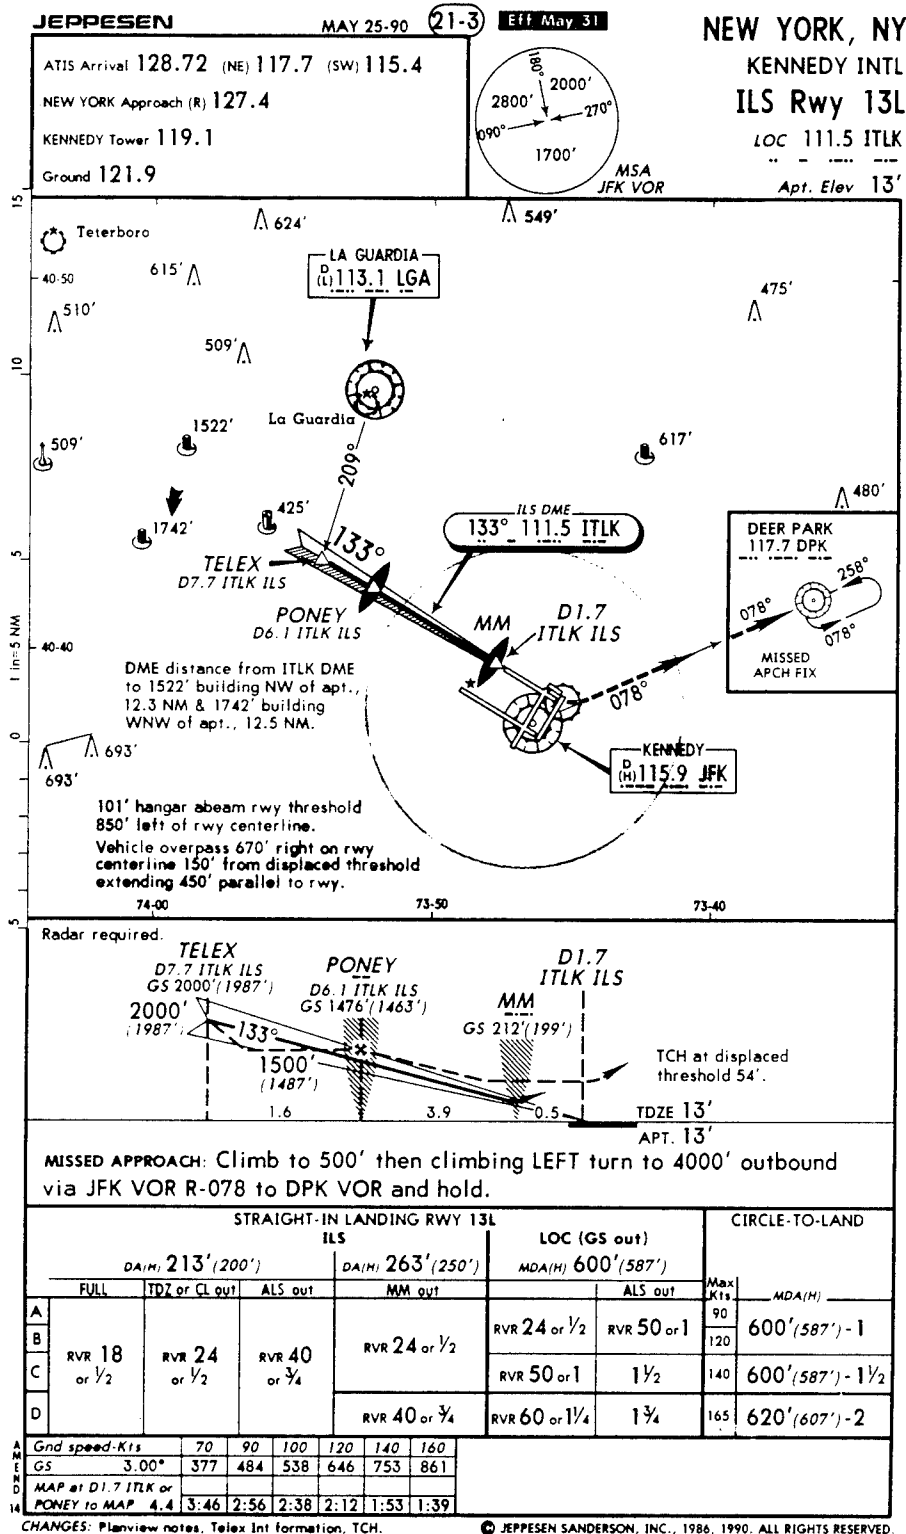 JEPPESEN MAY 25-90 21-3 Eff May 31
NEW YORK, NY
KENNEDY INTL
ILS Rwy 13L
LOC 111.5 ITLK
Apt. Elev 13'
ATIS Arrival 128.72 (NE) 117.7 (SW) 115.4
NEW YORK Approach (R) 127.4
KENNEDY Tower 119.1
Ground 121.9
180°
2000'
2800'
270°
090°
1700'
MSA
JFK VOR
15
Teterboro
624'
549'
LA GUARDIA
D
(L) 113.1 LGA
615'
40-50
510'
475'
509'
10
La Guardia
1522'
509'
617'
209°
480'
1742'
425'
133°
ILS DME
133° 111.5 ITLK
DEER PARK
117.7 DPK
258°
078°
078°
MISSED
APCH FIX
5
TELEX
D7.7 ITLK ILS
PONEY
D6.1 ITLK ILS
MM
D1.7
ITLK ILS
1 in = 5 NM
40-40
DME distance from ITLK DME
to 1522' building NW of apt.,
12.3 NM & 1742' building
WNW of apt., 12.5 NM.
078°
0
693'
693'
KENNEDY
D
(H) 115.9 JFK
101' hangar abeam rwy threshold
850' left of rwy centerline.
Vehicle overpass 670' right on rwy
centerline 150' from displaced threshold
extending 450' parallel to rwy.
5
74-00 73-50 73-40
Radar required.
TELEX
D7.7 ITLK ILS
GS 2000'(1987')
2000'
(1987')
133°
1500'
(1487')
PONEY
D6.1 ITLK ILS
GS 1476'(1463')
MM
GS 212'(199')
D1.7
ITLK ILS
TCH at displaced
threshold 54'.
1.6 3.9 0.5
TDZE 13'
APT. 13'
MISSED APPROACH: Climb to 500' then climbing LEFT turn to 4000' outbound
via JFK VOR R-078 to DPK VOR and hold.
STRAIGHT-IN LANDING RWY 13L CIRCLE-TO-LAND
ILS LOC (GS out)
DA(H) 213'(200') DA(H) 263'(250') MDA(H) 600'(587')
FULL TDZ or CL out ALS out MM out ALS out Max Kts MDA(H)
A
B
C
D
RVR 18 or 1/2
RVR 24 or 1/2
RVR 40 or 3/4
RVR 24 or 1/2
RVR 40 or 3/4
RVR 24 or 1/2 RVR 50 or 1
RVR 50 or 1 1 1/2
RVR 60 or 1 1/4 1 3/4
90
120
600'(587')-1
140 600'(587')-1 1/2
165 620'(607')-2
Gnd speed-Kts 70 90 100 120 140 160
GS 3.00° 377 484 538 646 753 861
MAP at D1.7 ITLK or
PONEY to MAP 4.4 3:46 2:56 2:38 2:12 1:53 1:39
AMEND 14
CHANGES: Planview notes, Telex Int formation, TCH.
© JEPPESEN SANDERSON, INC., 1986, 1990. ALL RIGHTS RESERVED.